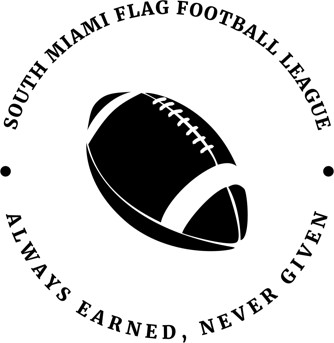 SOUTH MIAMI FLAG FOOTBALL LEAGUE
ALWAYS EARNED, NEVER GIVEN